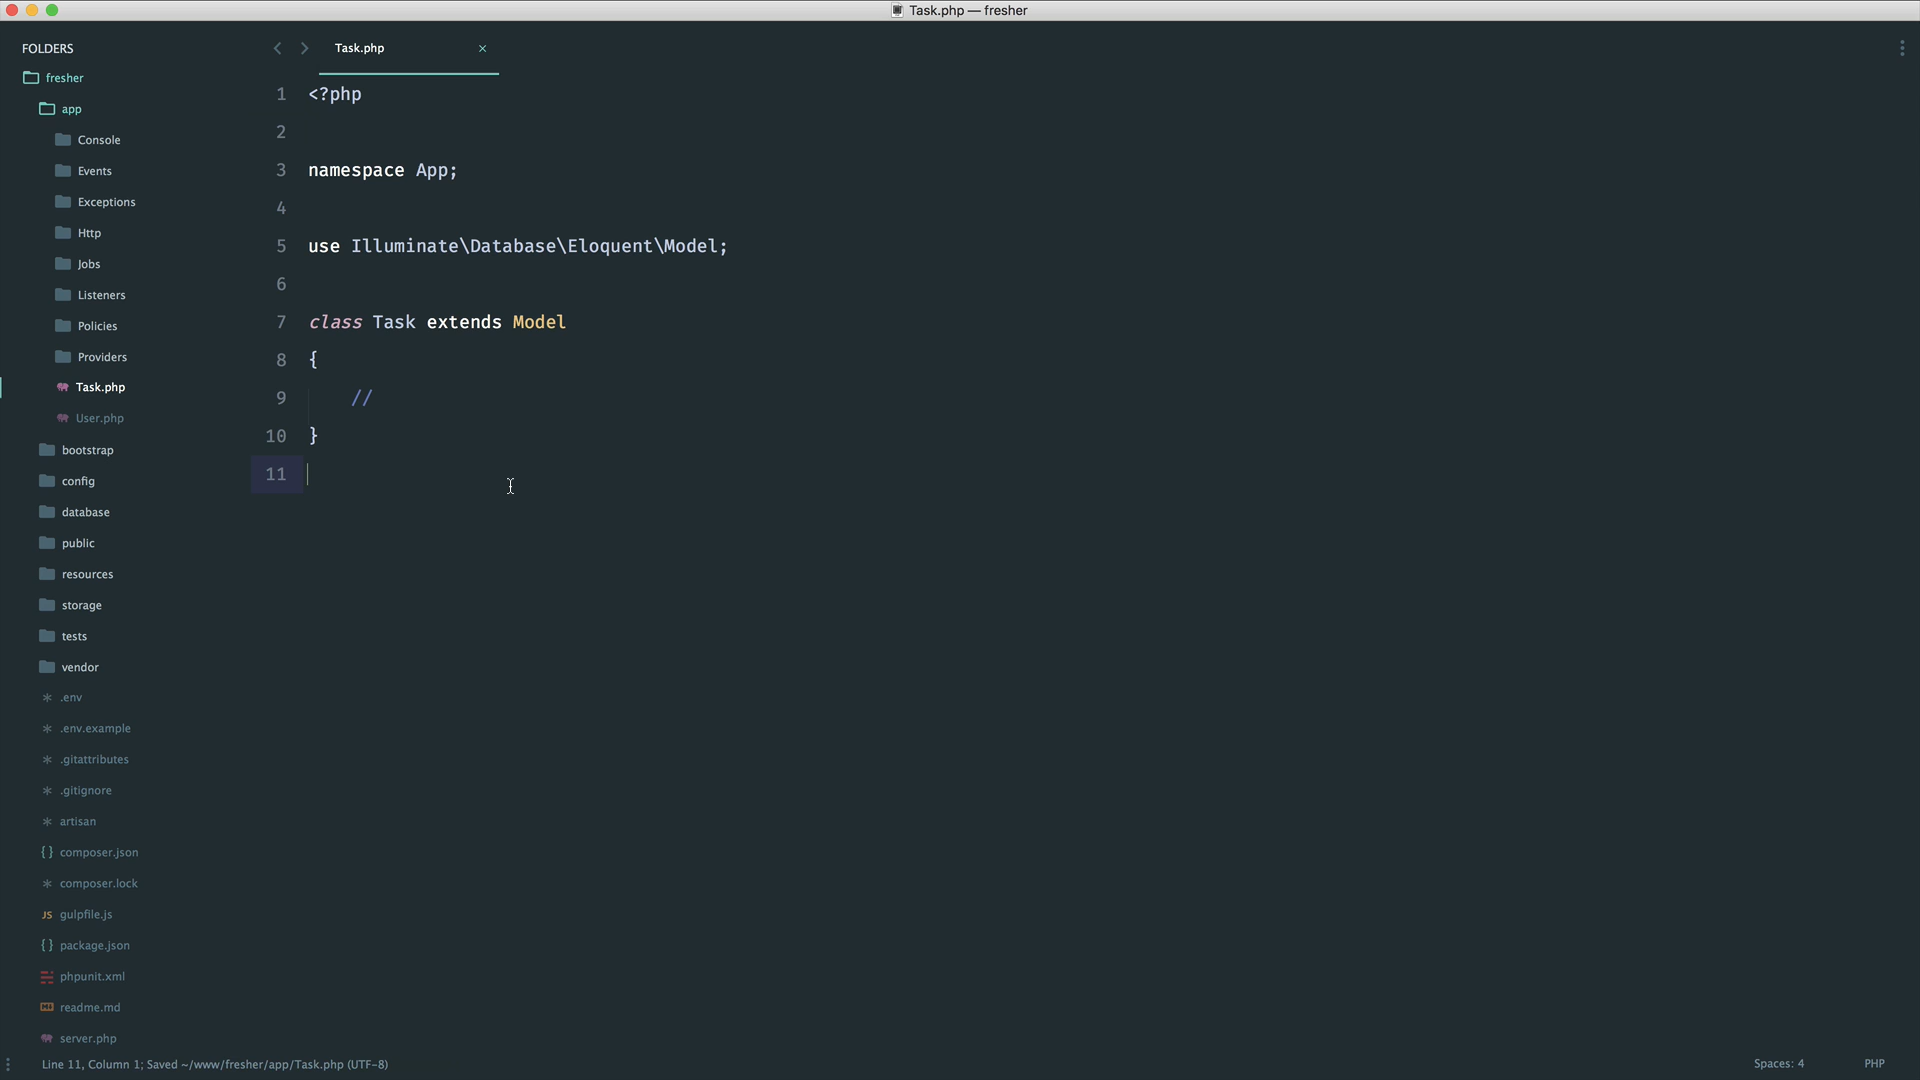 Task.php — fresher
FOLDERS
fresher
app
Console
Events
Exceptions
Http
Jobs
Listeners
Policies
Providers
Task.php
User.php
bootstrap
config
database
public
resources
storage
tests
vendor
.env
.env.example
.gitattributes
.gitignore
artisan
{} composer.json
composer.lock
JS gulpfile.js
{} package.json
phpunit.xml
readme.md
server.php
Task.php ×
1 <?php
2
3 namespace App;
4
5 use Illuminate\Database\Eloquent\Model;
6
7 class Task extends Model
8 {
9     //
10 }
11
Line 11, Column 1; Saved ~/www/fresher/app/Task.php (UTF-8)
Spaces: 4
PHP